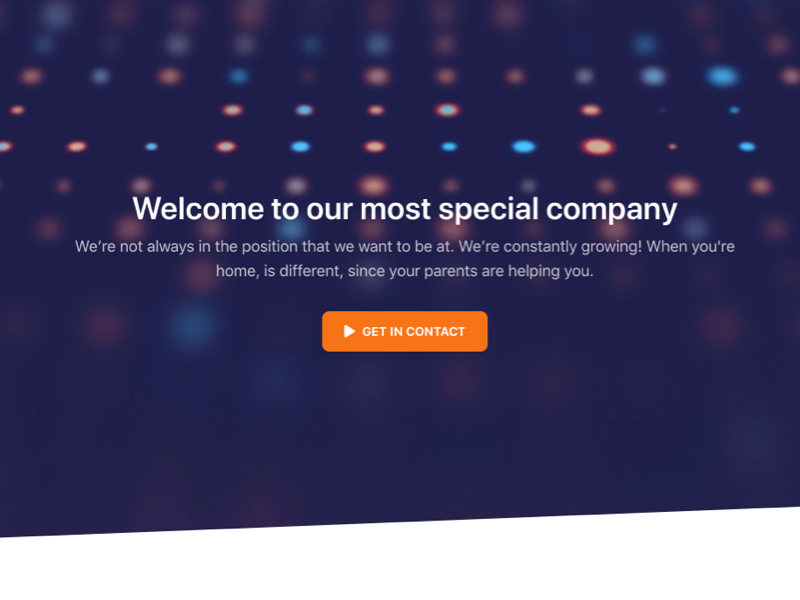 Welcome to our most special company
We’re not always in the position that we want to be at. We’re constantly growing! When you're
home, is different, since your parents are helping you.
GET IN CONTACT